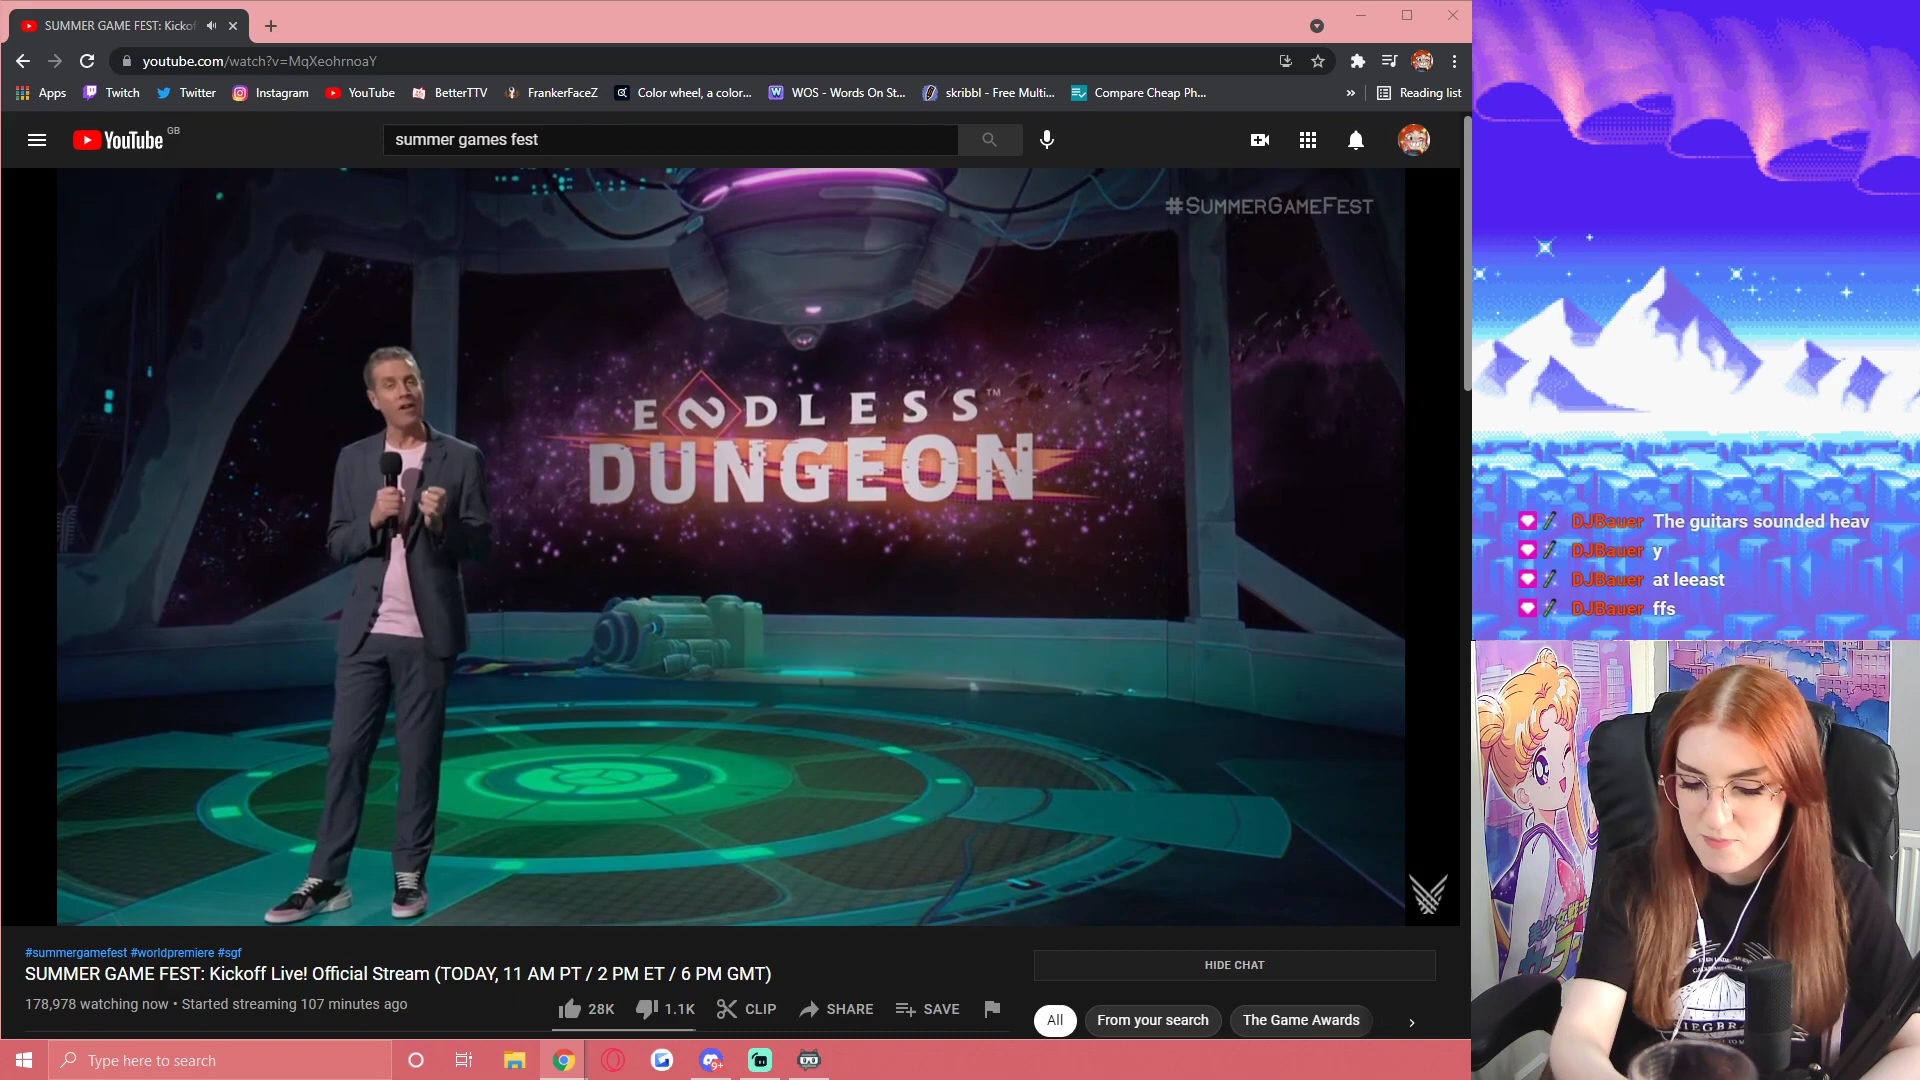 SUMMER GAME FEST: Kickof
youtube.com/watch?v=MqXeohrnoaY
Apps
Twitch
Twitter
Instagram
YouTube
BetterTTV
FrankerFaceZ
Color wheel, a color...
WOS - Words On St...
skribbl - Free Multi...
Compare Cheap Ph...
»
Reading list
YouTube GB
summer games fest
#SUMMERGAMEFEST
ENDLESS™
DUNGEON
DJBauer The guitars sounded heav
DJBauer y
DJBauer at leeast
DJBauer ffs
#summergamefest #worldpremiere #sgf
SUMMER GAME FEST: Kickoff Live! Official Stream (TODAY, 11 AM PT / 2 PM ET / 6 PM GMT)
178,978 watching now • Started streaming 107 minutes ago
28K
1.1K
CLIP
SHARE
SAVE
HIDE CHAT
All
From your search
The Game Awards
Type here to search
9+